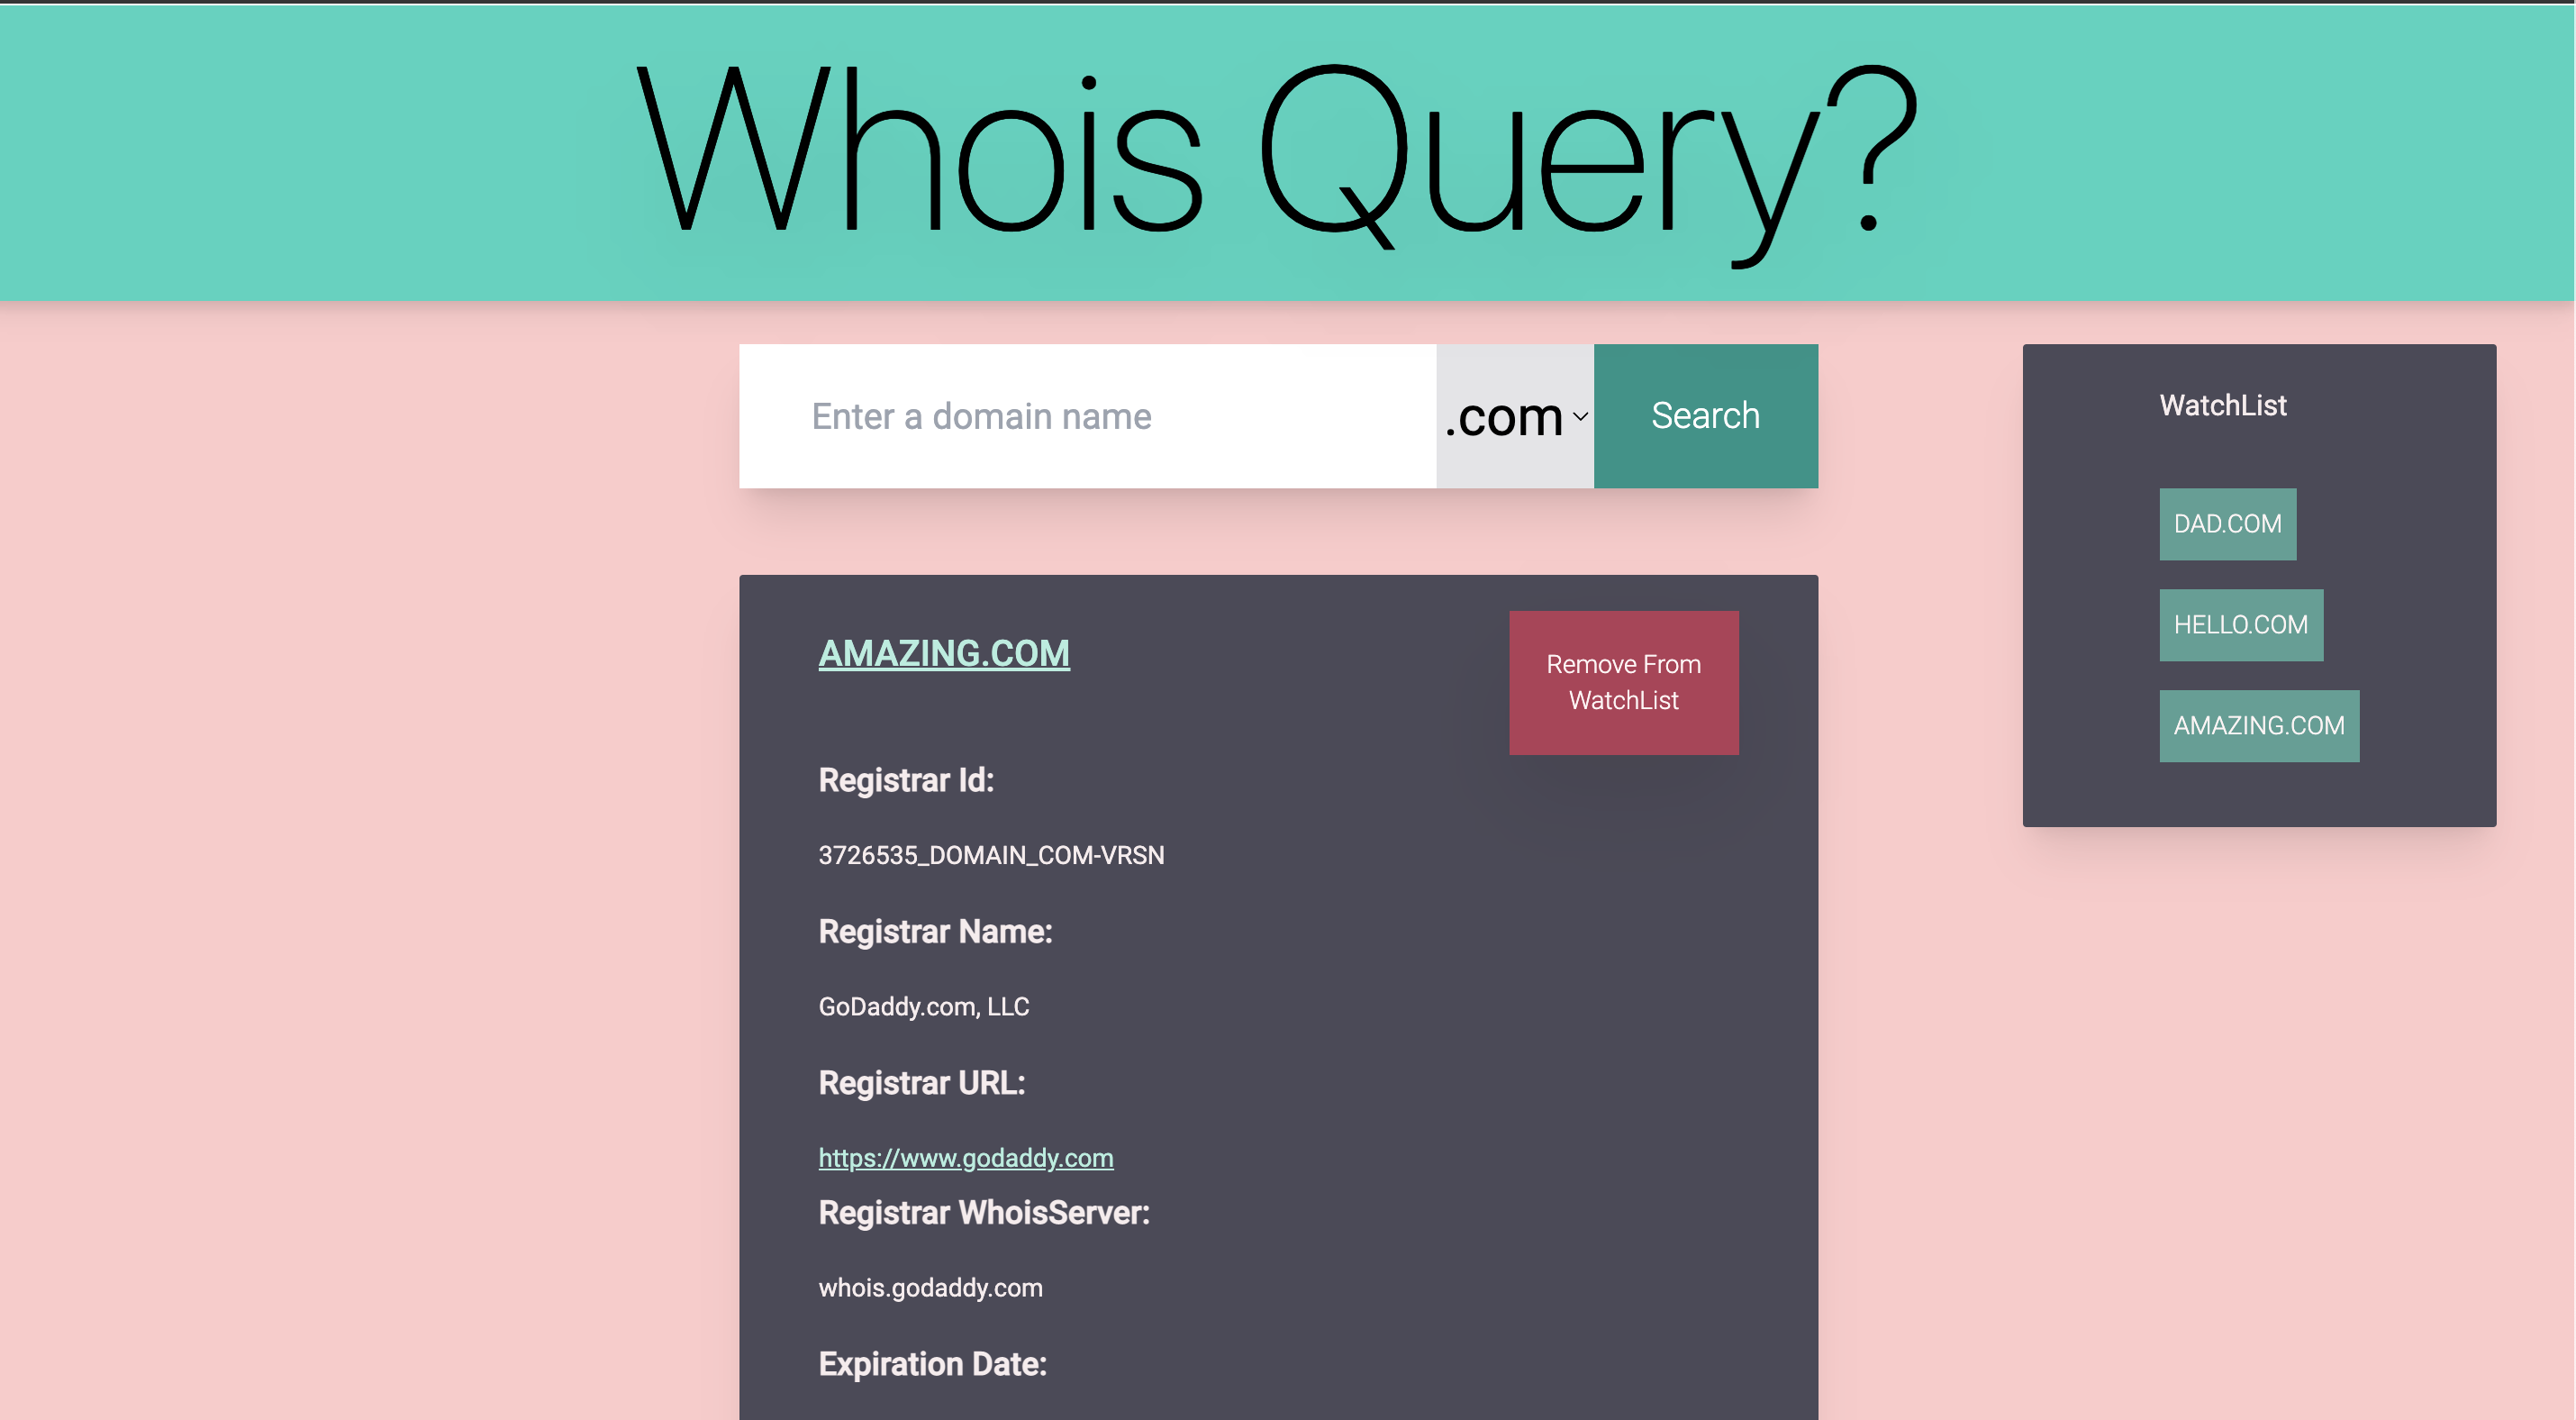 Whois Query?
Enter a domain name
.com
Search
AMAZING.COM
Remove From
WatchList
Registrar Id:
3726535_DOMAIN_COM-VRSN
Registrar Name:
GoDaddy.com, LLC
Registrar URL:
https://www.godaddy.com
Registrar WhoisServer:
whois.godaddy.com
Expiration Date:
WatchList
DAD.COM
HELLO.COM
AMAZING.COM